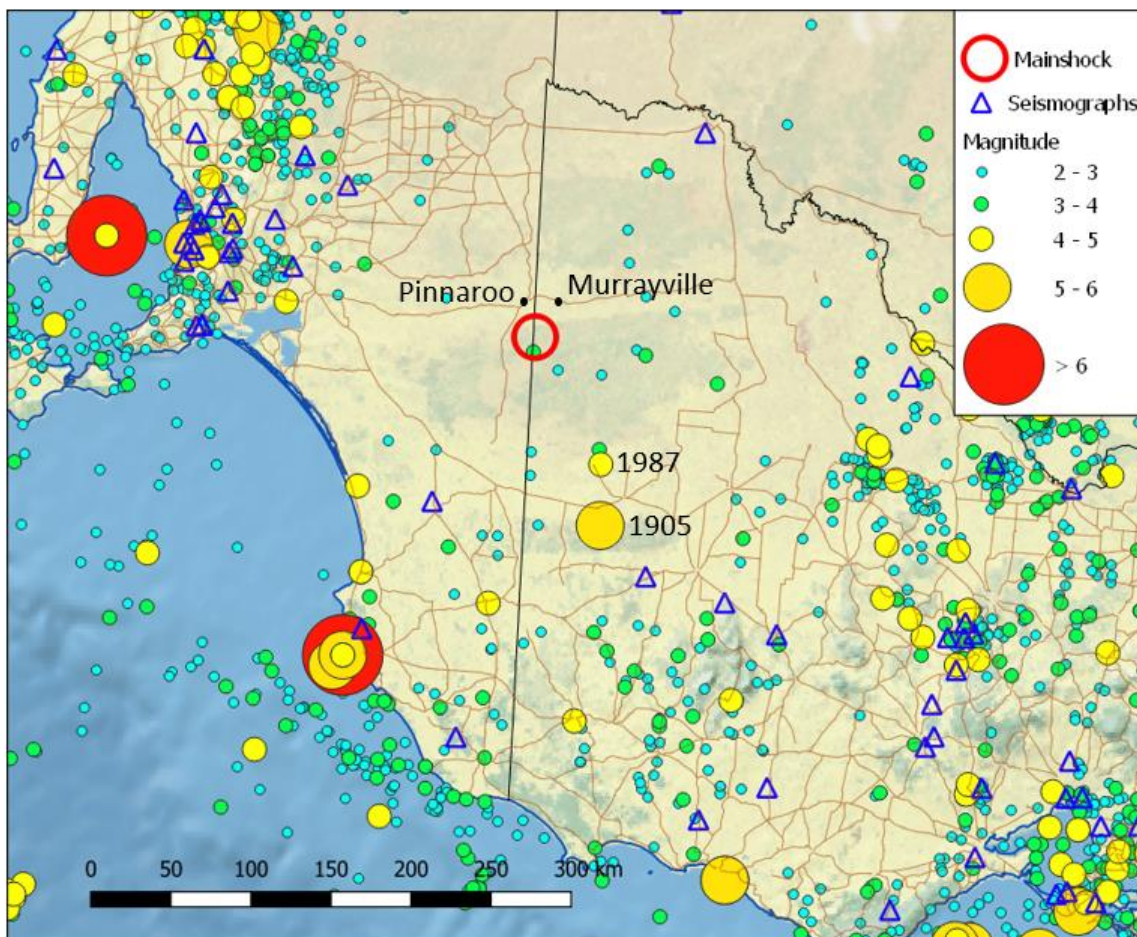 Mainshock
Seismographs
Magnitude
2 - 3
3 - 4
4 - 5
5 - 6
> 6
Pinnaroo
Murrayville
1987
1905
0 50 100 150 200 250 300 km